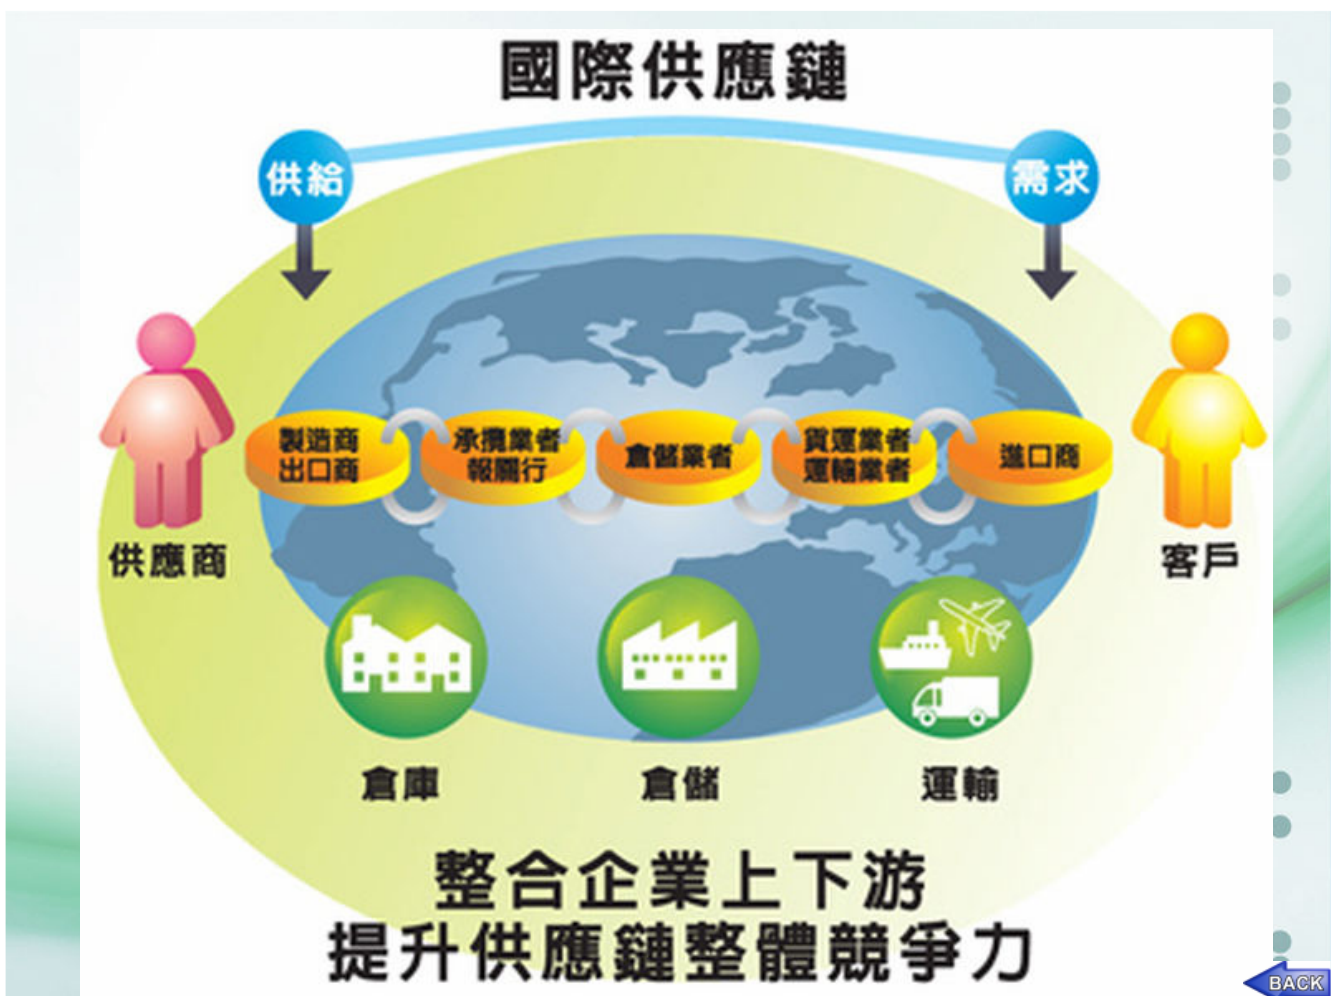 國際供應鏈
供給
需求
製造商
出口商
承攬業者
報關行
倉儲業者
貨運業者
運輸業者
進口商
供應商
客戶
倉庫
倉儲
運輸
整合企業上下游
提升供應鏈整體競爭力
BACK